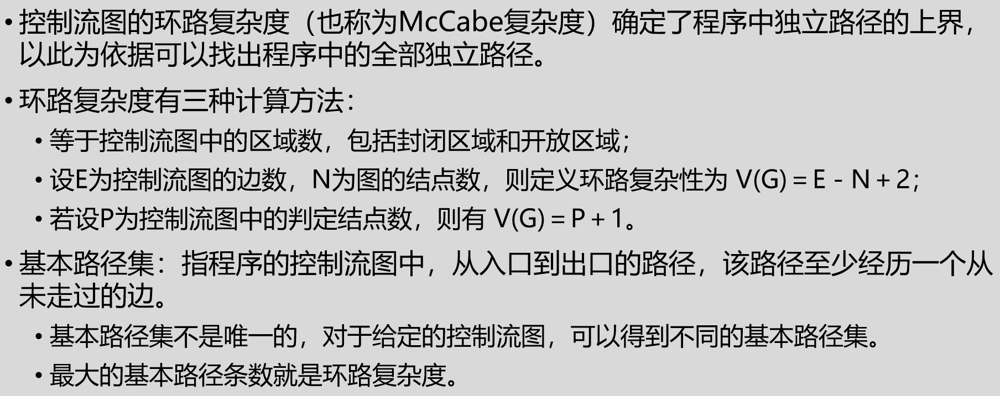 • 控制流图的环路复杂度（也称为McCabe复杂度）确定了程序中独立路径的上界，
以此为依据可以找出程序中的全部独立路径。
• 环路复杂度有三种计算方法：
• 等于控制流图中的区域数，包括封闭区域和开放区域；
• 设E为控制流图的边数，N为图的结点数，则定义环路复杂性为 V(G) = E - N + 2；
• 若设P为控制流图中的判定结点数，则有 V(G) = P + 1。
• 基本路径集：指程序的控制流图中，从入口到出口的路径，该路径至少经历一个从
未走过的边。
• 基本路径集不是唯一的，对于给定的控制流图，可以得到不同的基本路径集。
• 最大的基本路径条数就是环路复杂度。